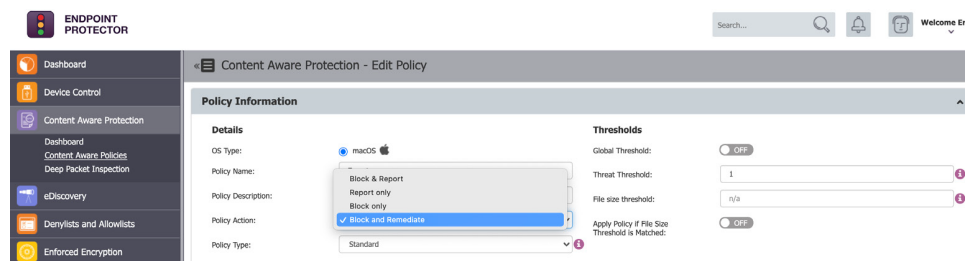 ENDPOINT
PROTECTOR
Search...
Welcome Er
Dashboard
Device Control
Content Aware Protection
Dashboard
Content Aware Policies
Deep Packet Inspection
eDiscovery
Denylists and Allowlists
Enforced Encryption
« Content Aware Protection - Edit Policy
Policy Information
Details
OS Type: macOS
Policy Name:
Policy Description:
Policy Action:
Block & Report
Report only
Block only
✓ Block and Remediate
Policy Type: Standard
Thresholds
Global Threshold: OFF
Threat Threshold: 1
File size threshold: n/a
Apply Policy if File Size
Threshold is Matched: OFF